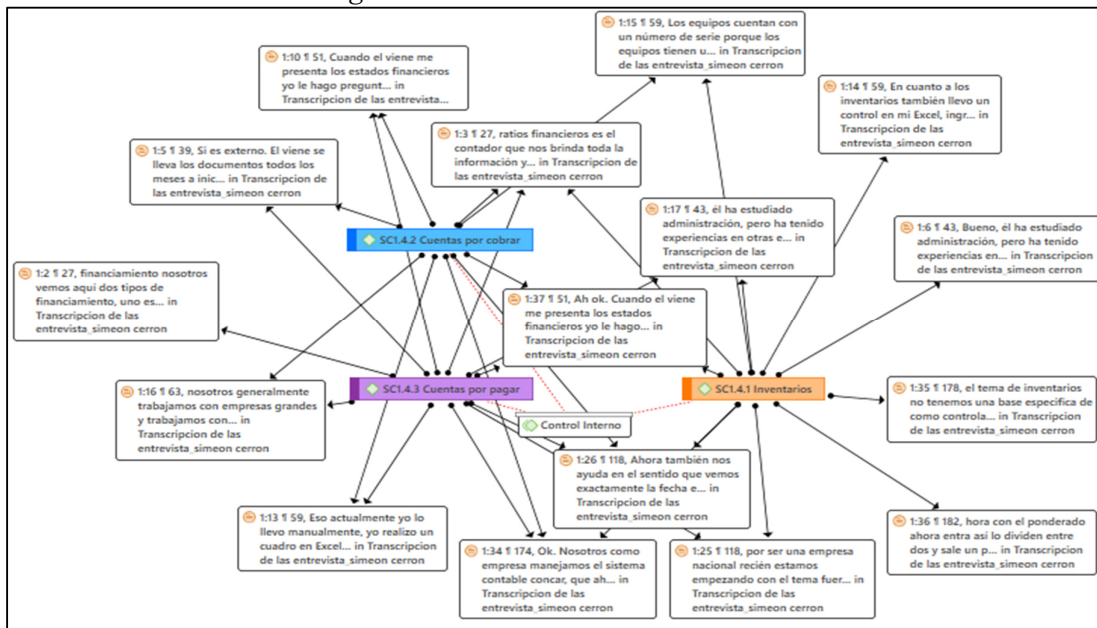 1:15 ¶ 59, Los equipos cuentan con
un número de serie porque los
equipos tienen u... in Transcripcion
de las entrevista_simeon cerron
1:10 ¶ 51, Cuando el viene me
presenta los estados financieros
yo le hago pregunt... in
Transcripcion de las entrevista...
1:14 ¶ 59, En cuanto a los
inventarios también llevo un
control en mi Excel, ingr... in
Transcripcion de las
entrevista_simeon cerron
1:3 ¶ 27, ratios financieros es el
contador que nos brinda toda la
información y... in Transcripcion de
las entrevista_simeon cerron
1:5 ¶ 39, Si es externo. El viene se
lleva los documentos todos los
meses a inic... in Transcripcion de
las entrevista_simeon cerron
1:17 ¶ 43, él ha estudiado
administración, pero ha tenido
experiencias en otras e... in
Transcripcion de las
entrevista_simeon cerron
1:6 ¶ 43, Bueno, él ha estudiado
administración, pero ha tenido
experiencias en... in Transcripcion
de las entrevista_simeon cerron
SC1.4.2 Cuentas por cobrar
1:2 ¶ 27, financiamiento nosotros
vemos aquí dos tipos de
financiamiento, uno es... in
Transcripcion de las
entrevista_simeon cerron
1:37 ¶ 51, Ah ok. Cuando el viene
me presenta los estados
financieros yo le hago... in
Transcripcion de las
entrevista_simeon cerron
SC1.4.3 Cuentas por pagar
SC1.4.1 Inventarios
1:16 ¶ 63, nosotros generalmente
trabajamos con empresas grandes
y trabajamos con... in
Transcripcion de las
entrevista_simeon cerron
1:35 ¶ 178, el tema de inventarios
no tenemos una base especifica de
como controla... in Transcripcion
de las entrevista_simeon cerron
Control Interno
1:26 ¶ 118, Ahora también nos
ayuda en el sentido que vemos
exactamente la fecha e... in
Transcripcion de las
entrevista_simeon cerron
1:13 ¶ 59, Eso actualmente yo lo
llevo manualmente, yo realizo un
cuadro en Excel... in Transcripcion
de las entrevista_simeon cerron
1:36 ¶ 182, hora con el ponderado
ahora entra así lo dividen entre
dos y sale un p... in Transcripcion
de las entrevista_simeon cerron
1:34 ¶ 174, Ok. Nosotros como
empresa manejamos el sistema
contable concar, que ah... in
Transcripcion de las
entrevista_simeon cerron
1:25 ¶ 118, por ser una empresa
nacional recién estamos
empezando con el tema fuer... in
Transcripcion de las
entrevista_simeon cerron